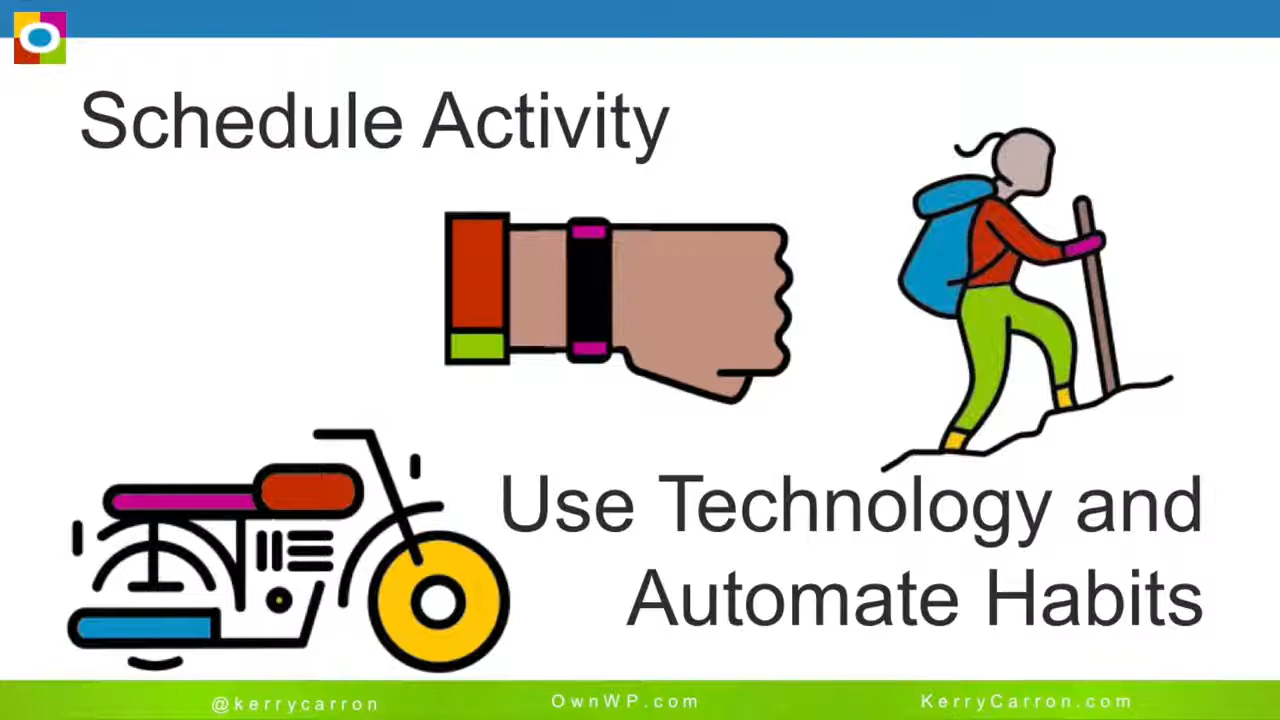 Schedule Activity
Use Technology and
Automate Habits
@kerrycarron
OwnWP.com
KerryCarron.com